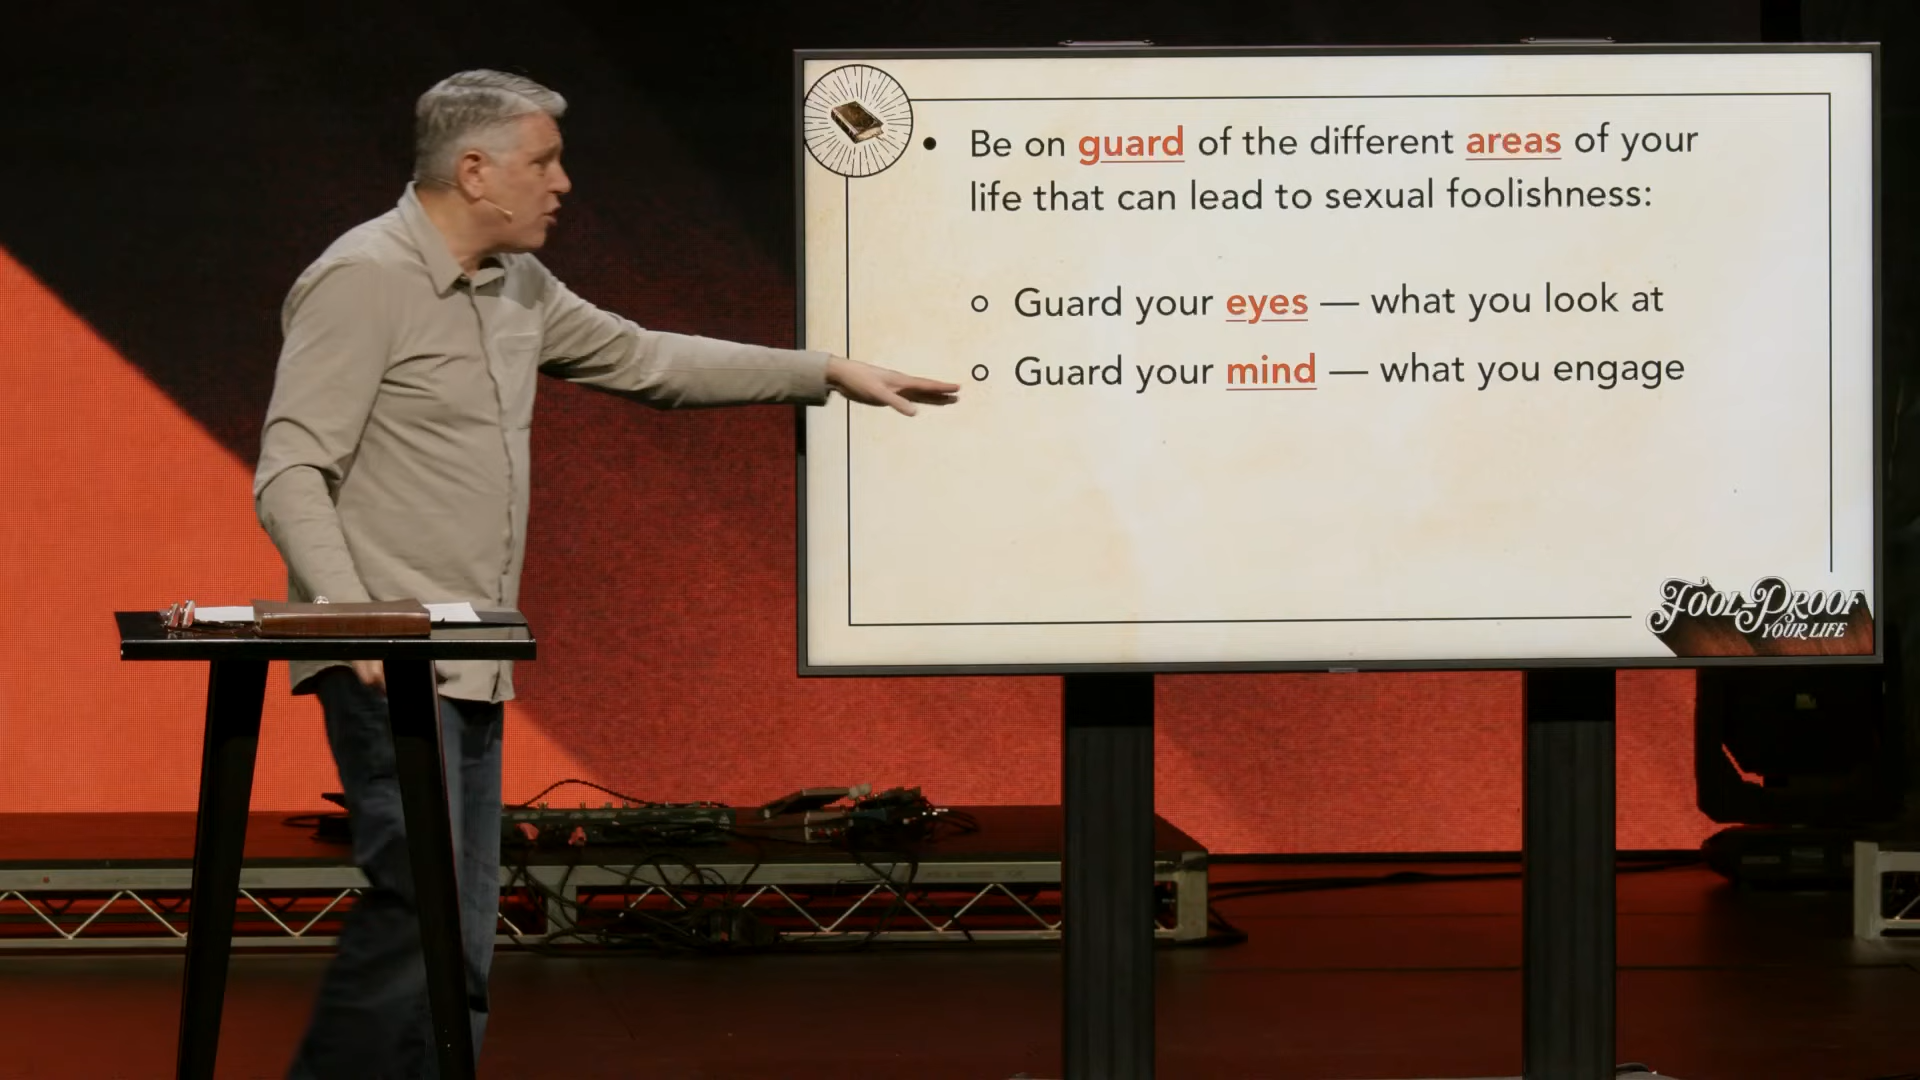 • Be on guard of the different areas of your
life that can lead to sexual foolishness:
○ Guard your eyes — what you look at
○ Guard your mind — what you engage
FOOL-PROOF
YOUR LIFE